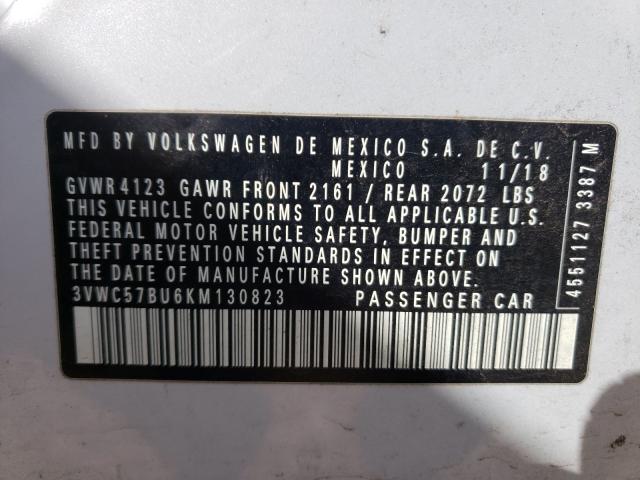 MFD BY VOLKSWAGEN DE MEXICO S.A. DE C.V.
MEXICO 11/18
GVWR 4123 GAWR FRONT 2161 / REAR 2072 LBS
THIS VEHICLE CONFORMS TO ALL APPLICABLE U.S.
FEDERAL MOTOR VEHICLE SAFETY, BUMPER AND
THEFT PREVENTION STANDARDS IN EFFECT ON
THE DATE OF MANUFACTURE SHOWN ABOVE.
3VWC57BU6KM130823 PASSENGER CAR
4551127 3387 M